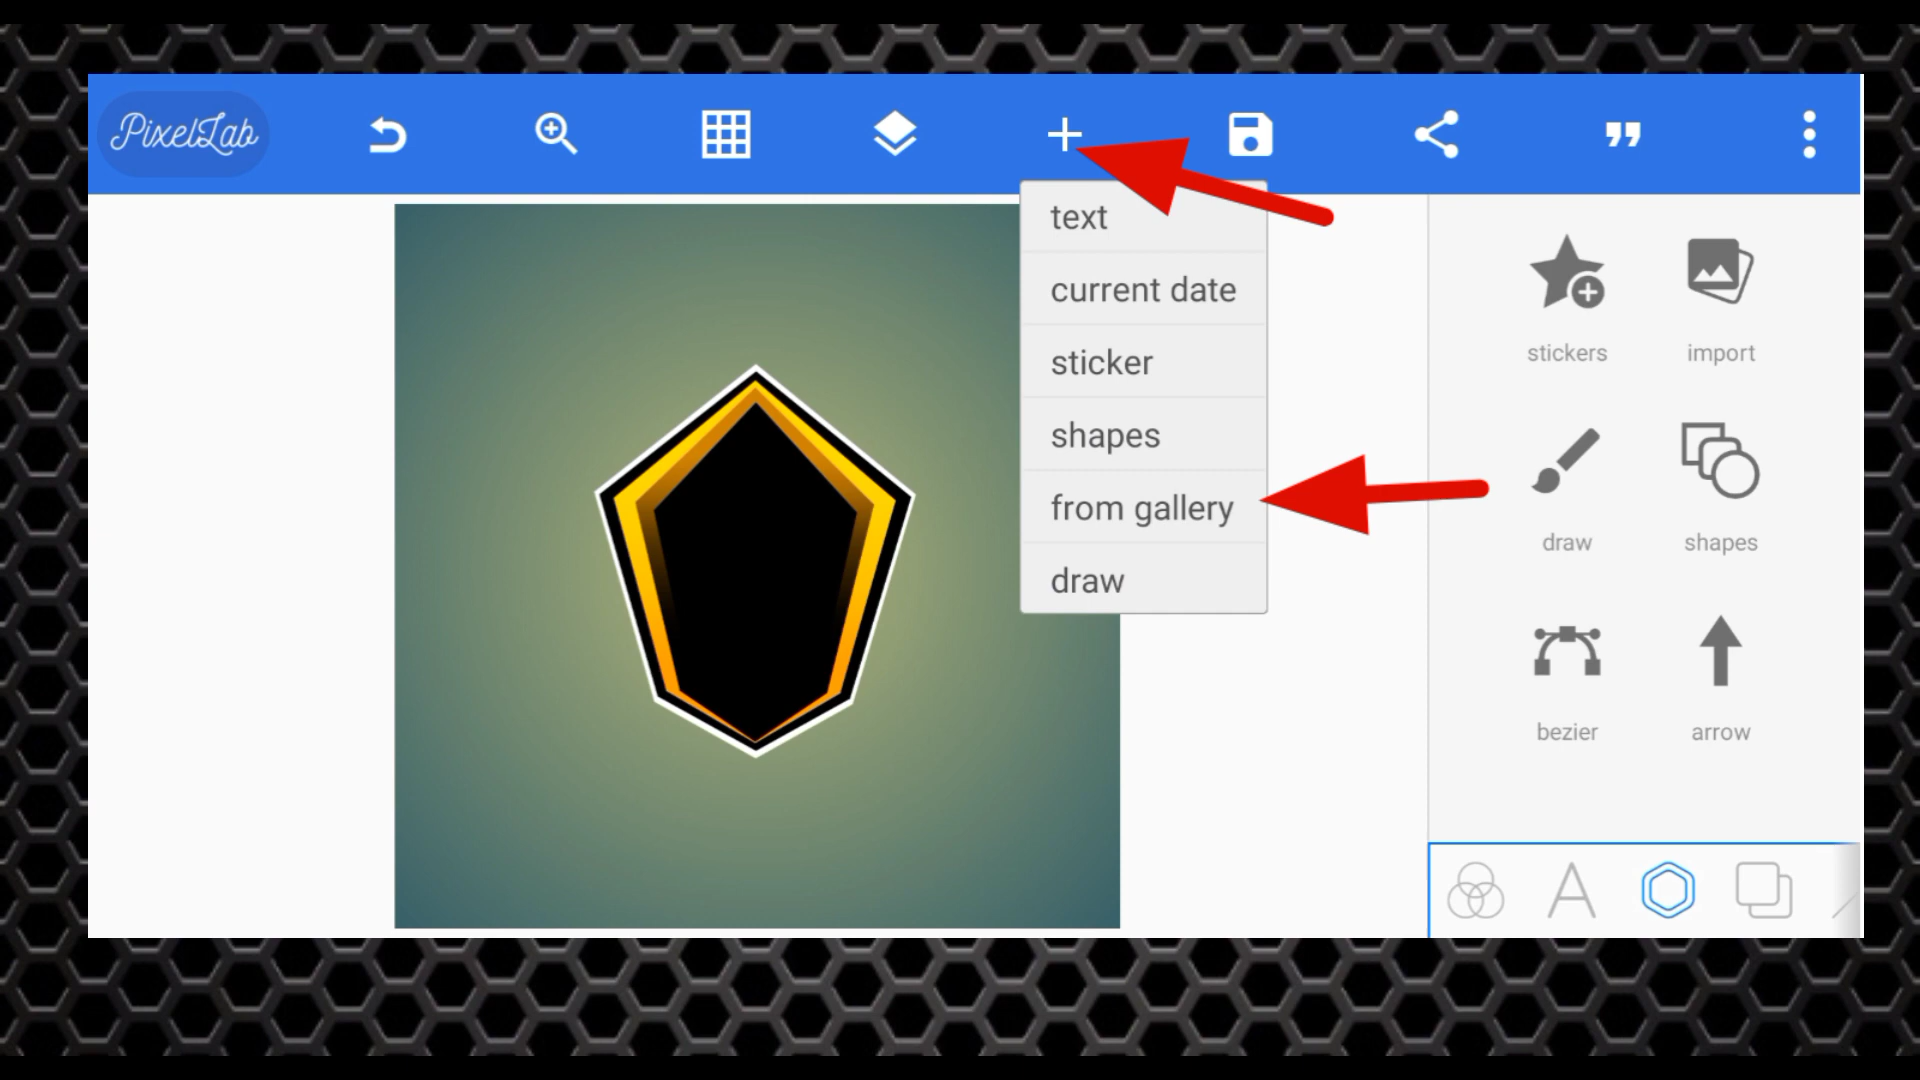 PixelLab
text
current date
sticker
shapes
from gallery
draw
stickers
import
draw
shapes
bezier
arrow